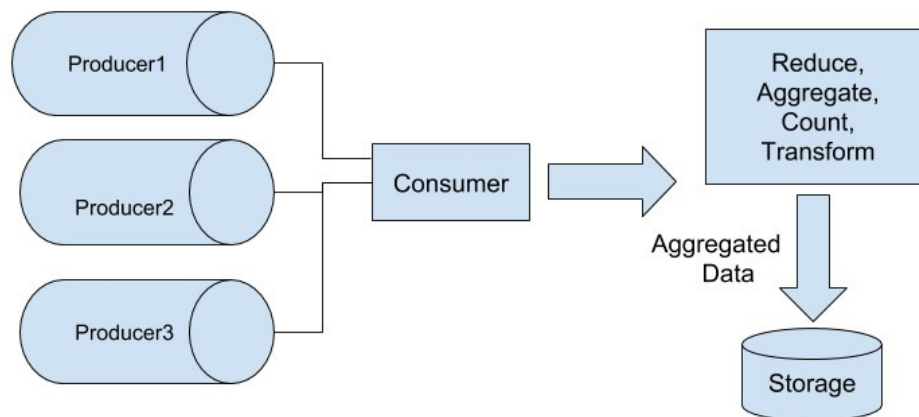 Producer1
Producer2
Producer3
Consumer
Reduce,
Aggregate,
Count,
Transform
Aggregated
Data
Storage